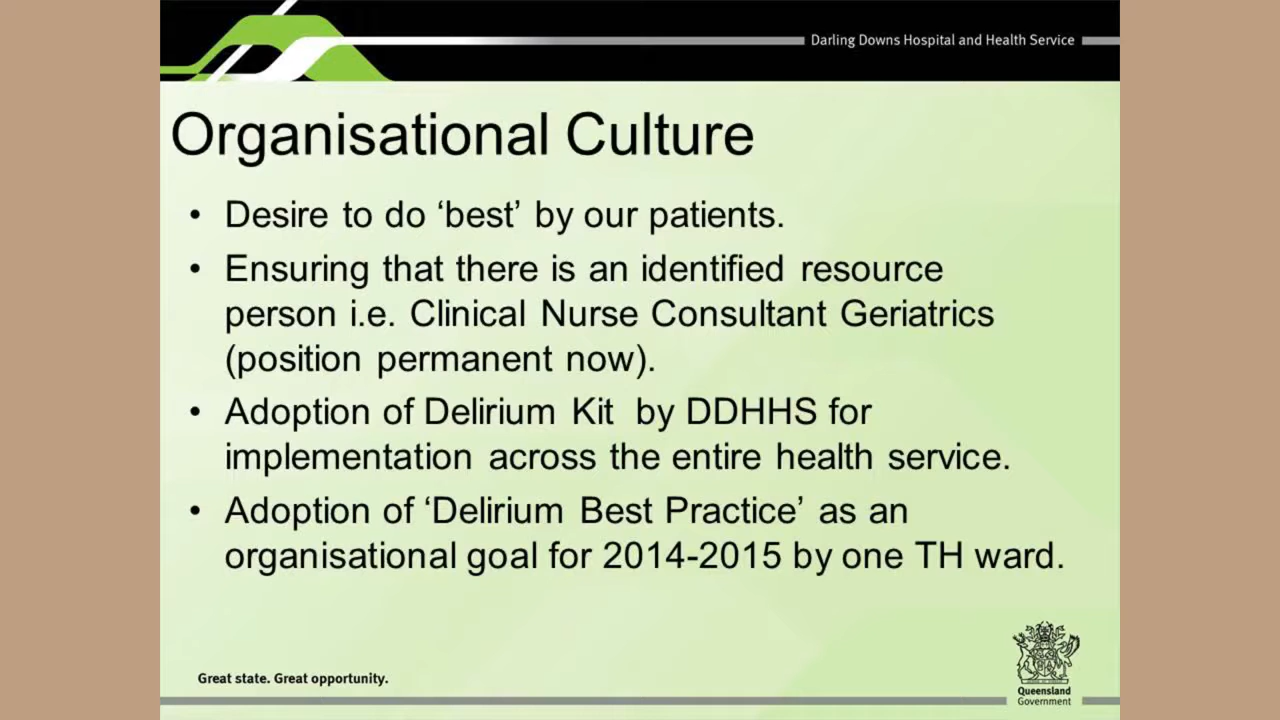 Darling Downs Hospital and Health Service
Organisational Culture
• Desire to do ‘best’ by our patients.
• Ensuring that there is an identified resource
person i.e. Clinical Nurse Consultant Geriatrics
(position permanent now).
• Adoption of Delirium Kit by DDHHS for
implementation across the entire health service.
• Adoption of ‘Delirium Best Practice’ as an
organisational goal for 2014-2015 by one TH ward.
Great state. Great opportunity.
Queensland
Government